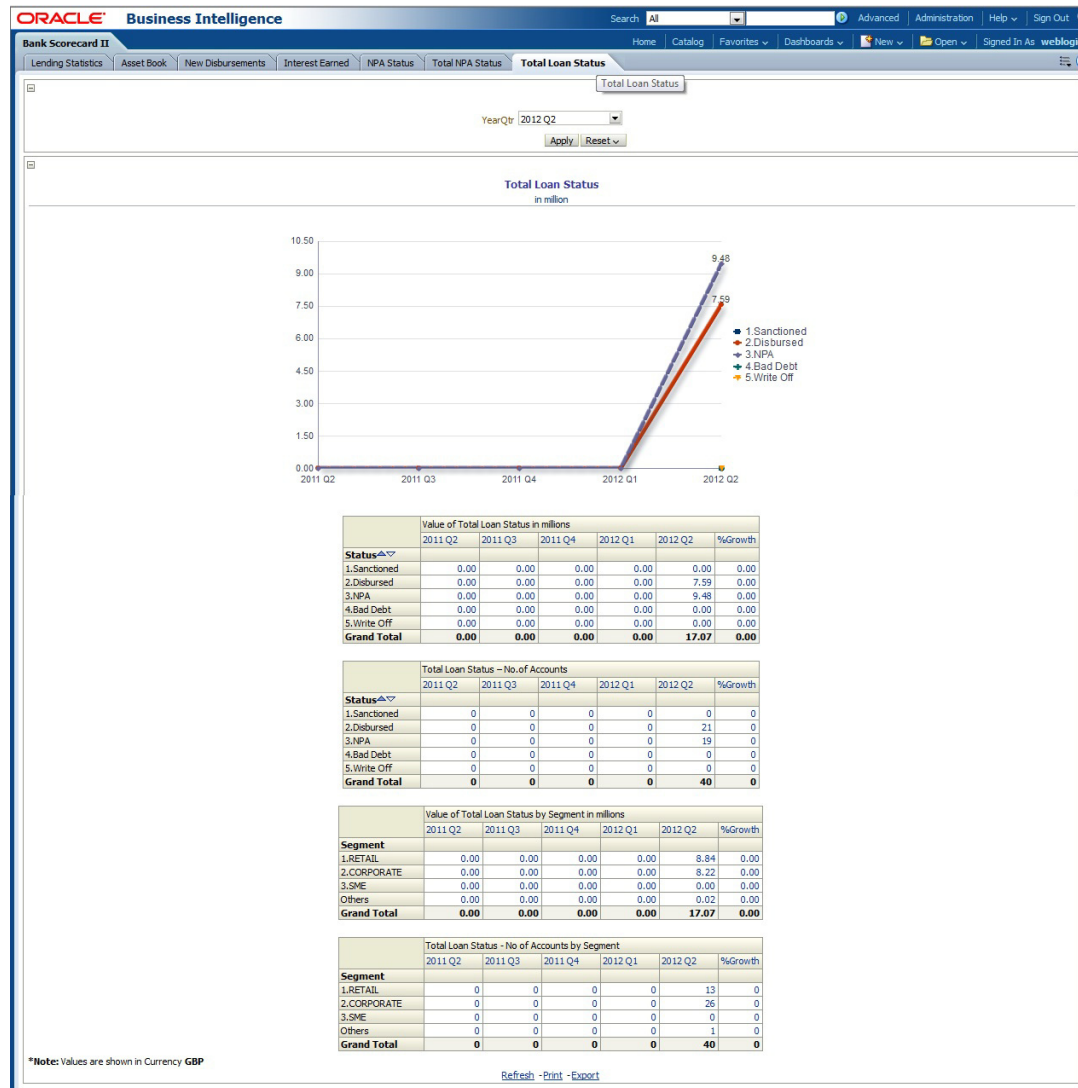 ORACLE Business Intelligence Search All Advanced Administration Help Sign Out
Bank Scorecard II Home Catalog Favorites Dashboards New Open Signed In As
Lending Statistics Asset Book New Disbursements Interest Earned NPA Status Total NPA Status Total Loan Status
Total Loan Status
YearQtr 2012 Q2
Apply Reset
Total Loan Status
in million
10.50
9.00
7.50
6.00
4.50
3.00
1.50
0.00
9.48
7.59
1.Sanctioned
2.Disbursed
3.NPA
4.Bad Debt
5.Write Off
2011 Q2 2011 Q3 2011 Q4 2012 Q1 2012 Q2
Value of Total Loan Status in millions
2011 Q2 2011 Q3 2011 Q4 2012 Q1 2012 Q2 %Growth
Status
1.Sanctioned 0.00 0.00 0.00 0.00 0.00 0.00
2.Disbursed 0.00 0.00 0.00 0.00 7.59 0.00
3.NPA 0.00 0.00 0.00 0.00 9.48 0.00
4.Bad Debt 0.00 0.00 0.00 0.00 0.00 0.00
5.Write Off 0.00 0.00 0.00 0.00 0.00 0.00
Grand Total 0.00 0.00 0.00 0.00 17.07 0.00
Total Loan Status – No.of Accounts
2011 Q2 2011 Q3 2011 Q4 2012 Q1 2012 Q2 %Growth
Status
1.Sanctioned 0 0 0 0 0 0
2.Disbursed 0 0 0 0 21 0
3.NPA 0 0 0 0 19 0
4.Bad Debt 0 0 0 0 0 0
5.Write Off 0 0 0 0 0 0
Grand Total 0 0 0 0 40 0
Value of Total Loan Status by Segment in millions
2011 Q2 2011 Q3 2011 Q4 2012 Q1 2012 Q2 %Growth
Segment
1.RETAIL 0.00 0.00 0.00 0.00 8.84 0.00
2.CORPORATE 0.00 0.00 0.00 0.00 8.22 0.00
3.SME 0.00 0.00 0.00 0.00 0.00 0.00
Others 0.00 0.00 0.00 0.00 0.02 0.00
Grand Total 0.00 0.00 0.00 0.00 17.07 0.00
Total Loan Status - No of Accounts by Segment
2011 Q2 2011 Q3 2011 Q4 2012 Q1 2012 Q2 %Growth
Segment
1.RETAIL 0 0 0 0 13 0
2.CORPORATE 0 0 0 0 26 0
3.SME 0 0 0 0 0 0
Others 0 0 0 0 1 0
Grand Total 0 0 0 0 40 0
*Note: Values are shown in Currency GBP
Refresh - Print - Export